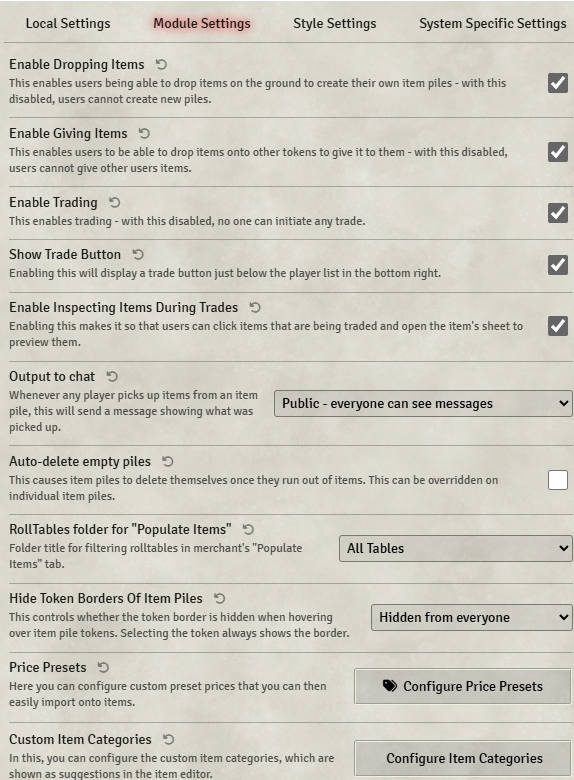 Local Settings Module Settings Style Settings System Specific Settings
Enable Dropping Items
This enables users being able to drop items on the ground to create their own item piles - with this
disabled, users cannot create new piles.
Enable Giving Items
This enables users to be able to drop items onto other tokens to give it to them - with this disabled,
users cannot give other users items.
Enable Trading
This enables trading - with this disabled, no one can initiate any trade.
Show Trade Button
Enabling this will display a trade button just below the player list in the bottom right.
Enable Inspecting Items During Trades
Enabling this makes it so that users can click items that are being traded and open the item's sheet to
preview them.
Output to chat
Whenever any player picks up items from an item
pile, this will send a message showing what was
picked up.
Public - everyone can see messages
Auto-delete empty piles
This causes item piles to delete themselves once they run out of items. This can be overridden on
individual item piles.
RollTables folder for "Populate Items"
Folder title for filtering rolltables in merchant's "Populate
Items" tab.
All Tables
Hide Token Borders Of Item Piles
This controls whether the token border is hidden when hovering
over item pile tokens. Selecting the token always shows the border.
Hidden from everyone
Price Presets
Here you can configure custom preset prices that you can then
easily import onto items.
Configure Price Presets
Custom Item Categories
In this, you can configure the custom item categories, which are
shown as suggestions in the item editor.
Configure Item Categories